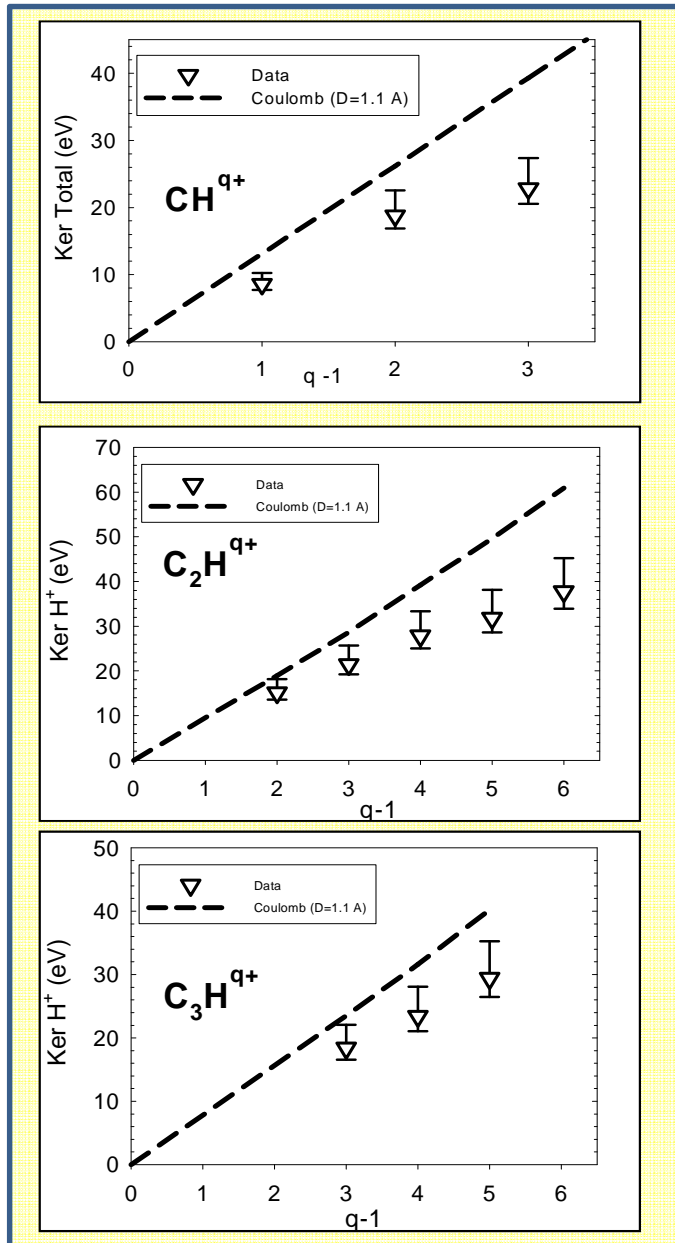 Ker Total (eV)
40
30
20
10
0
Data
Coulomb (D=1.1 A)
CH^q+
0 1 2 3
q -1
Ker H^+ (eV)
70
60
50
40
30
20
10
0
Data
Coulomb (D=1.1 A)
C_2H^q+
0 1 2 3 4 5 6
q-1
Ker H^+ (eV)
50
40
30
20
10
0
Data
Coulomb (D=1.1 A)
C_3H^q+
0 1 2 3 4 5 6
q-1